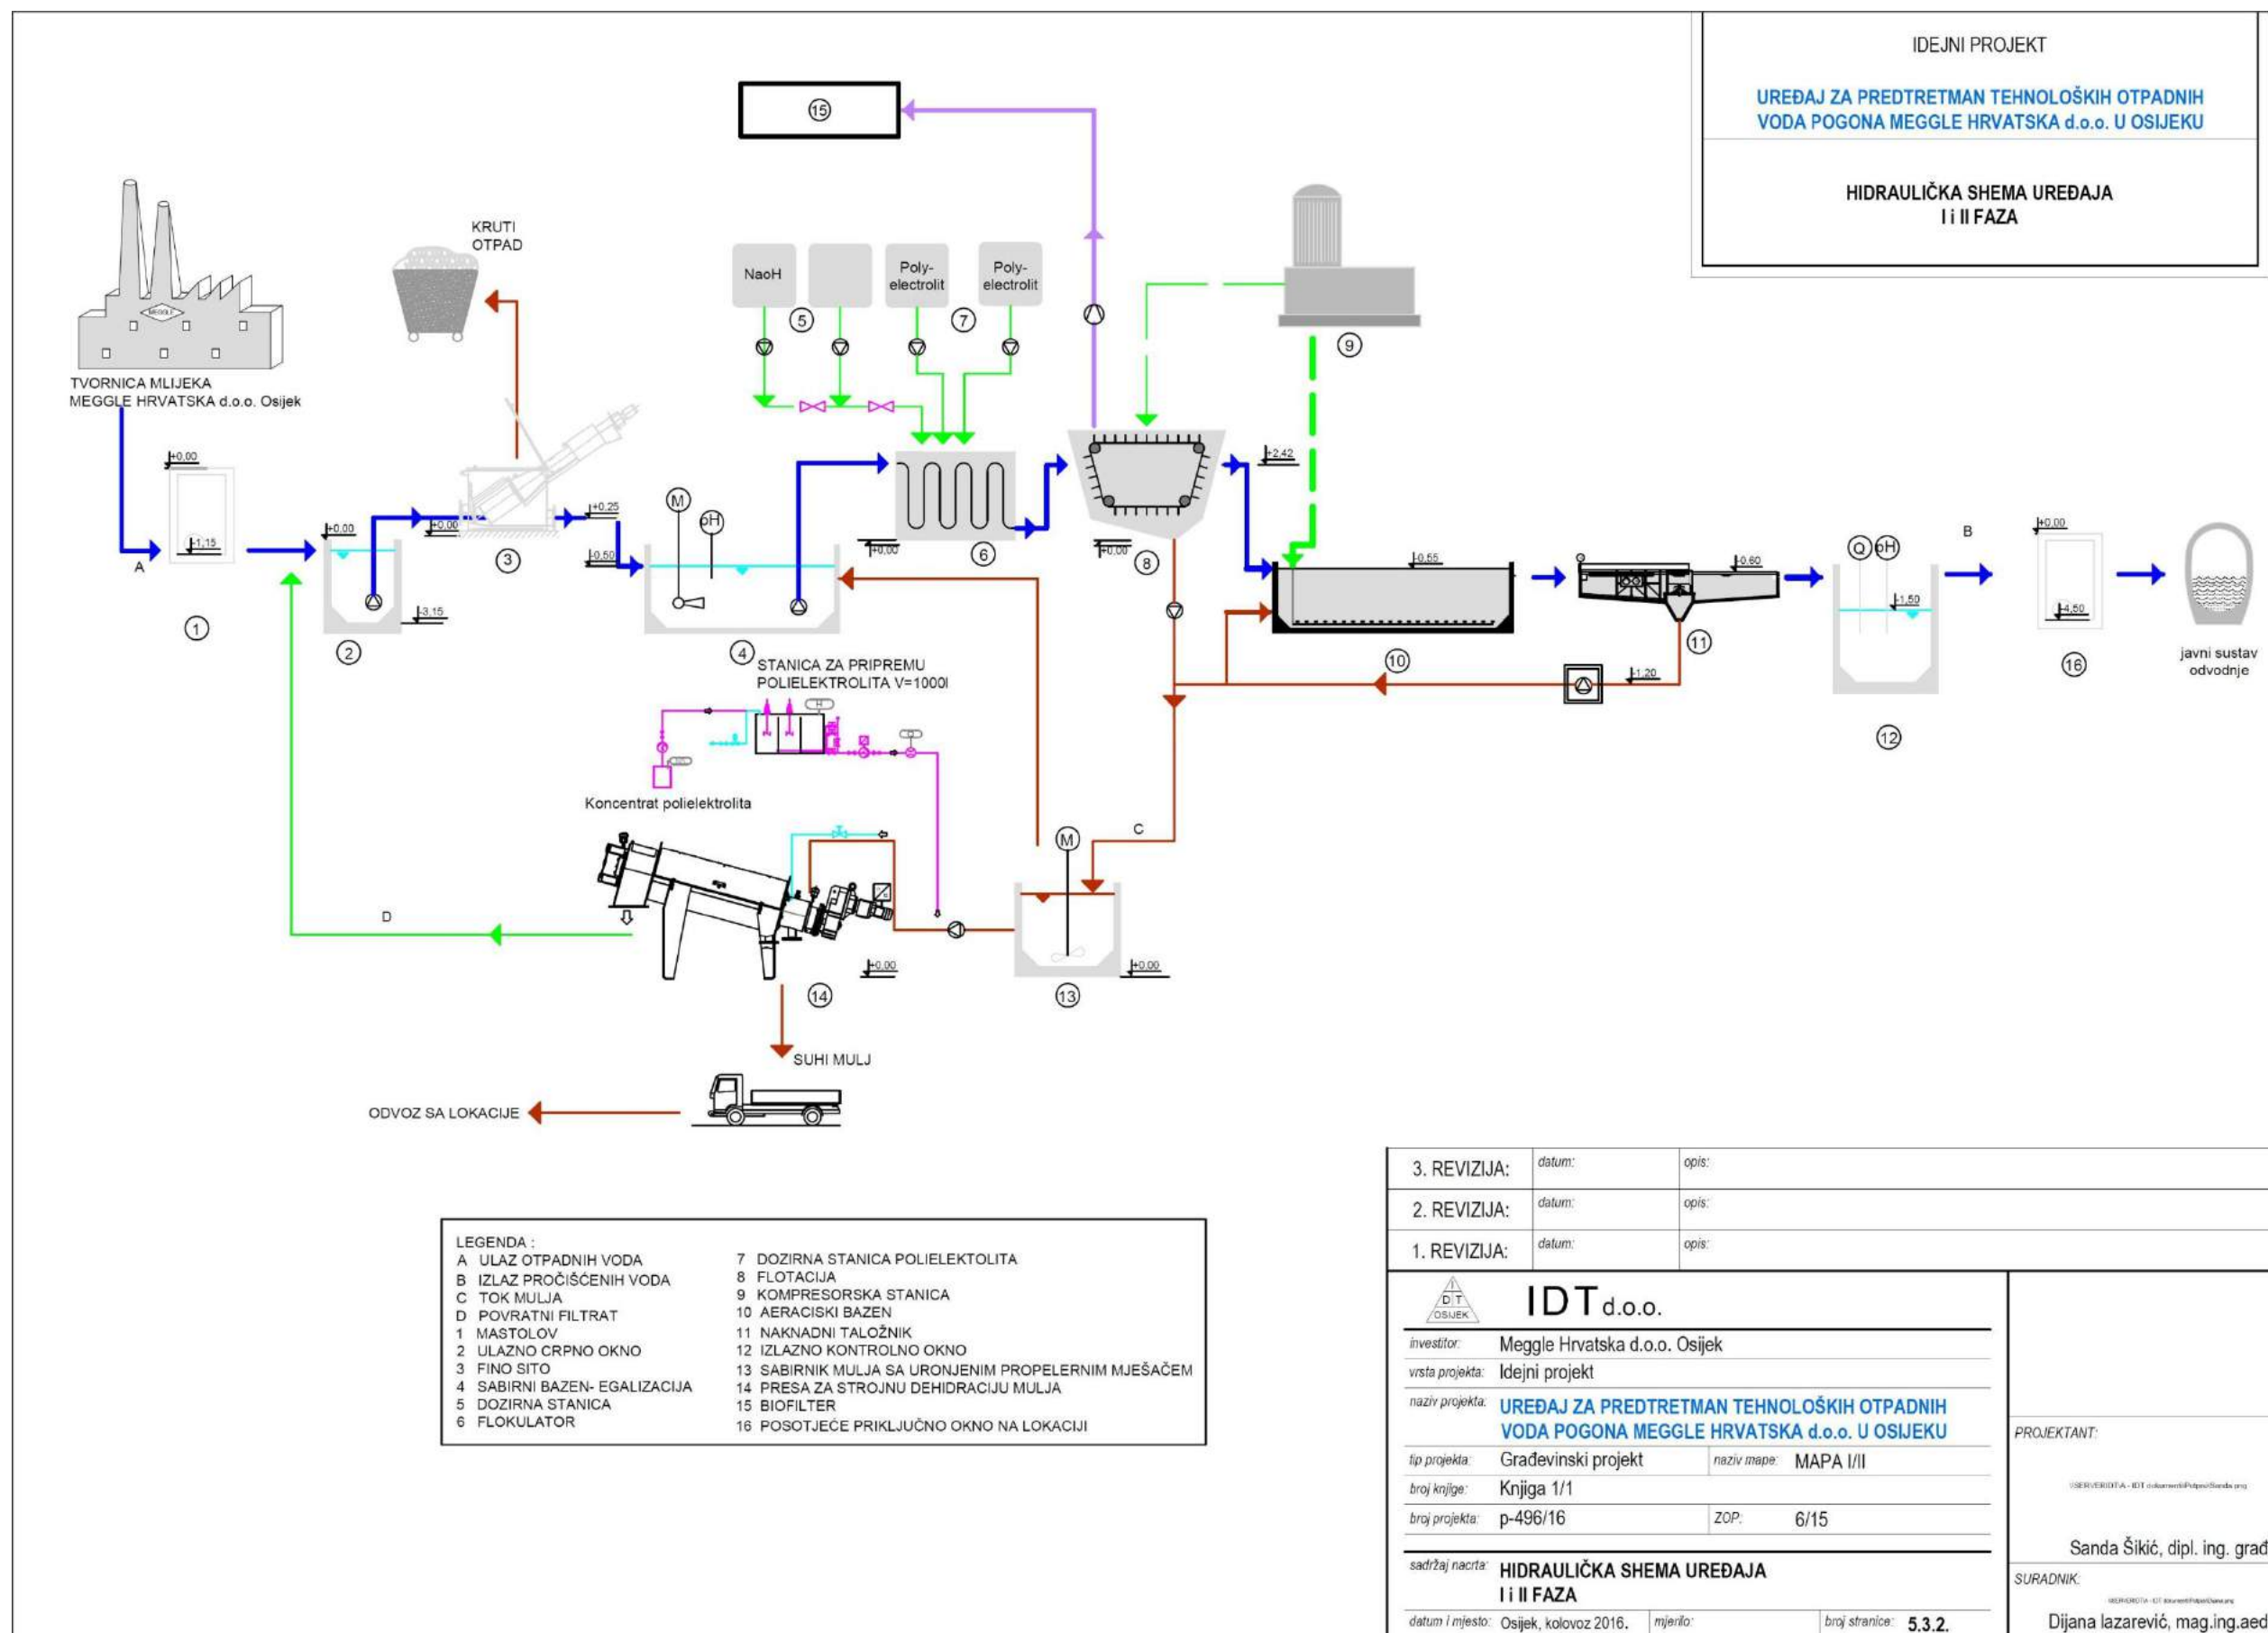 IDEJNI PROJEKT
UREĐAJ ZA PREDTRETMAN TEHNOLOŠKIH OTPADNIH
VODA POGONA MEGGLE HRVATSKA d.o.o. U OSIJEKU
HIDRAULIČKA SHEMA UREĐAJA
I i II FAZA
15
KRUTI
OTPAD
NaoH
Poly-
electrolit
Poly-
electrolit
5
7
9
MEGGLE
TVORNICA MLIJEKA
MEGGLE HRVATSKA d.o.o. Osijek
+0,00
-1,15
A
1
+0,00
-3,15
2
+0,00
3
+0,25
-0,50
M
pH
4
+0,00
6
+0,00
8
+2,42
-0,55
10
-0,60
11
-1,20
Q
pH
-1,50
12
B
+0,00
-4,50
16
javni sustav
odvodnje
STANICA ZA PRIPREMU
POLIELEKTROLITA V=1000l
Koncentrat polielektrolita
M
C
D
+0,00
14
+0,00
13
SUHI MULJ
ODVOZ SA LOKACIJE
LEGENDA :
A ULAZ OTPADNIH VODA
B IZLAZ PROČIŠĆENIH VODA
C TOK MULJA
D POVRATNI FILTRAT
1 MASTOLOV
2 ULAZNO CRPNO OKNO
3 FINO SITO
4 SABIRNI BAZEN- EGALIZACIJA
5 DOZIRNA STANICA
6 FLOKULATOR
7 DOZIRNA STANICA POLIELEKTOLITA
8 FLOTACIJA
9 KOMPRESORSKA STANICA
10 AERACISKI BAZEN
11 NAKNADNI TALOŽNIK
12 IZLAZNO KONTROLNO OKNO
13 SABIRNIK MULJA SA URONJENIM PROPELERNIM MJEŠAČEM
14 PRESA ZA STROJNU DEHIDRACIJU MULJA
15 BIOFILTER
16 POSOTJEĆE PRIKLJUČNO OKNO NA LOKACIJI
3. REVIZIJA: datum: opis:
2. REVIZIJA: datum: opis:
1. REVIZIJA: datum: opis:
I
D T
OSIJEK
IDT d.o.o.
investitor: Meggle Hrvatska d.o.o. Osijek
vrsta projekta: Idejni projekt
naziv projekta: UREĐAJ ZA PREDTRETMAN TEHNOLOŠKIH OTPADNIH
VODA POGONA MEGGLE HRVATSKA d.o.o. U OSIJEKU
tip projekta: Građevinski projekt naziv mape: MAPA I/II
broj knjige: Knjiga 1/1
broj projekta: p-496/16 ZOP: 6/15
sadržaj nacrta: HIDRAULIČKA SHEMA UREĐAJA
I i II FAZA
datum i mjesto: Osijek, kolovoz 2016. mjerilo: broj stranice: 5.3.2.
PROJEKTANT:
Sanda Šikić, dipl. ing. građ
SURADNIK:
Dijana lazarević, mag.ing.aed